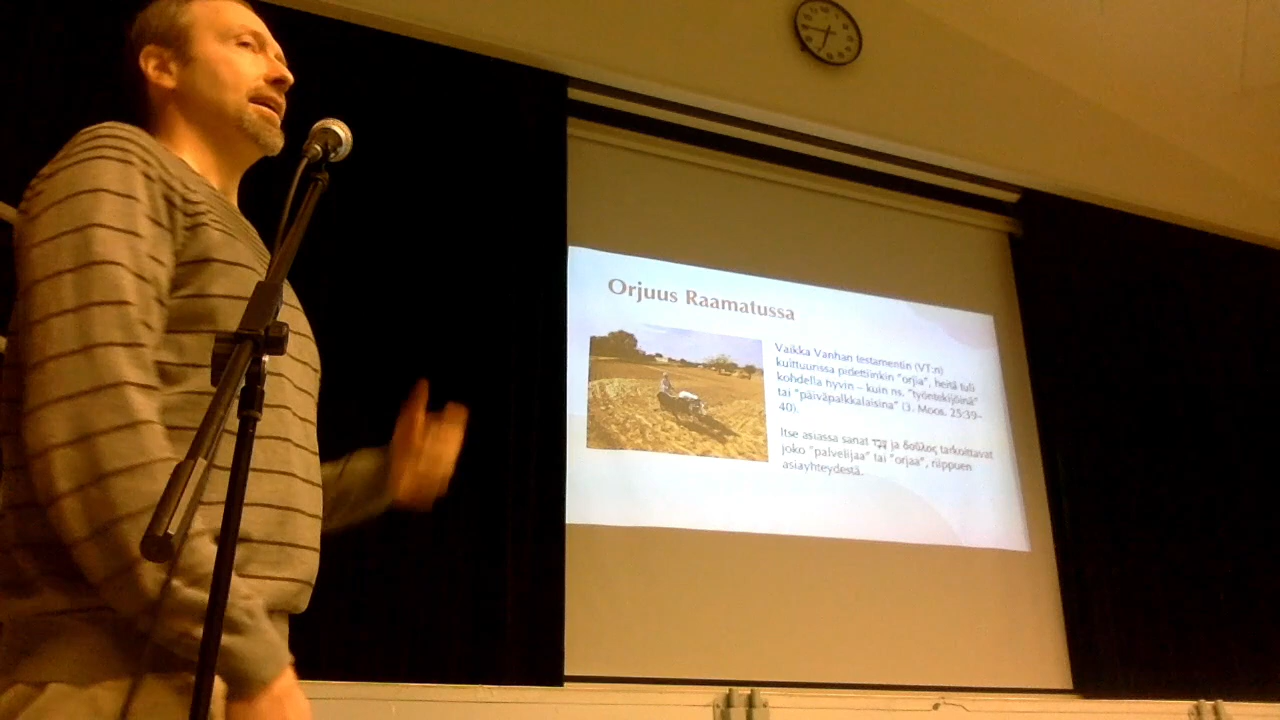 Orjuus Raamatussa
Vaikka Vanhan testamentin (VT:n)
kulttuurissa pidettiinkin "orjia", heitä tuli
kohdella hyvin – kuin ns. "työntekijöinä"
tai "päiväpalkkalaisina" (3. Moos. 25:39–
40).
Itse asiassa sanat ja δοῦλος tarkoittavat
joko "palvelijaa" tai "orjaa", riippuen
asiayhteydestä.